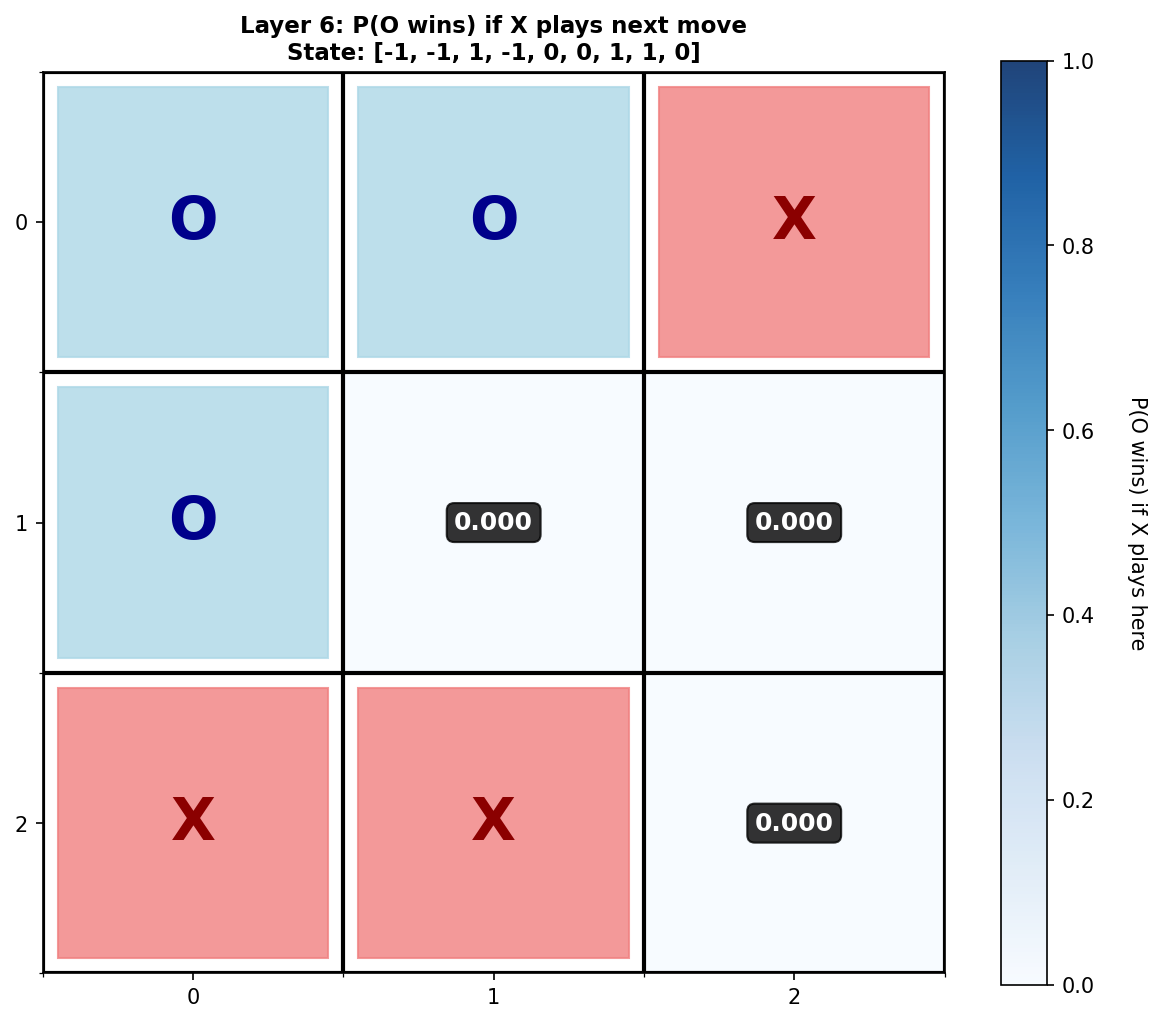 Layer 6: P(O wins) if X plays next move
State: [-1, -1, 1, -1, 0, 0, 1, 1, 0]
0
O
O
X
1
O
0.000
0.000
2
X
X
0.000
0
1
2
1.0
0.8
0.6
0.4
0.2
0.0
P(O wins) if X plays here